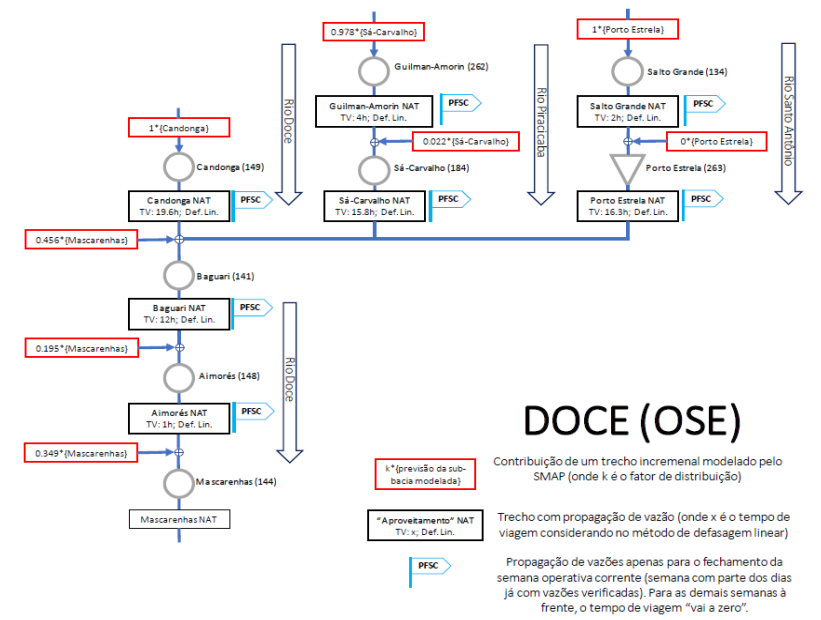 0.978*{Sá-Carvalho}
1*{Porto Estrela}
Guilman-Amorin (262)
Salto Grande (134)
Rio Doce
Rio Piracicaba
Rio Santo Antônio
Guilman-Amorin NAT
TV: 4h; Def. Lin.
PFSC
Salto Grande NAT
TV: 2h; Def. Lin.
PFSC
1*{Candonga}
0.022*{Sá-Carvalho}
0*{Porto Estrela}
Candonga (149)
Sá-Carvalho (184)
Porto Estrela (263)
Candonga NAT
TV: 19.6h; Def. Lin.
PFSC
Sá-Carvalho NAT
TV: 15.8h; Def. Lin.
PFSC
Porto Estrela NAT
TV: 16.3h; Def. Lin.
PFSC
0.456*{Mascarenhas}
Baguari (141)
Baguari NAT
TV: 12h; Def. Lin.
PFSC
0.195*{Mascarenhas}
Rio Doce
Aimorés (148)
Aimorés NAT
TV: 1h; Def. Lin.
PFSC
0.349*{Mascarenhas}
Mascarenhas (144)
Mascarenhas NAT
DOCE (OSE)
k*{previsão da sub-
bacia modelada}
Contribuição de um trecho incremenal modelado pelo
SMAP (onde k é o fator de distribuição)
"Aproveitamento" NAT
TV: x; Def. Lin.
Trecho com propagação de vazão (onde x é o tempo de
viagem considerando no método de defasagem linear)
PFSC
Propagação de vazões apenas para o fechamento da
semana operativa corrente (semana com parte dos dias
já com vazões verificadas). Para as demais semanas à
frente, o tempo de viagem "vai a zero".